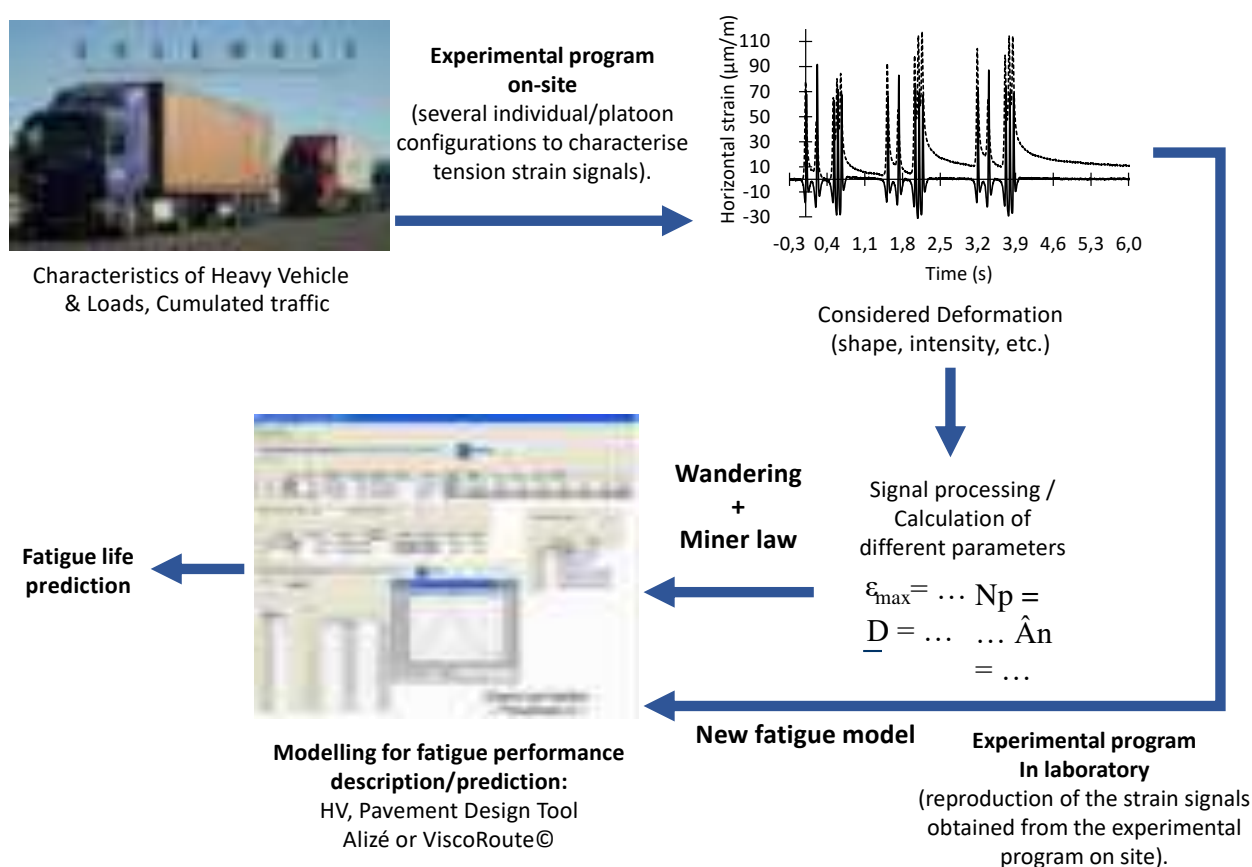 Experimental program
on-site
(several individual/platoon
configurations to characterise
tension strain signals).
Characteristics of Heavy Vehicle
& Loads, Cumulated traffic
Horizontal strain (µm/m)
110
90
70
50
30
10
-10
-30
-0,3 0,4 1,1 1,8 2,5 3,2 3,9 4,6 5,3 6,0
Time (s)
Considered Deformation
(shape, intensity, etc.)
Signal processing /
Calculation of
different parameters
εmax= … Np =
D = … … Ân
= …
Wandering
+
Miner law
Fatigue life
prediction
New fatigue model
Modelling for fatigue performance
description/prediction:
HV, Pavement Design Tool
Alizé or ViscoRoute©
Experimental program
In laboratory
(reproduction of the strain signals
obtained from the experimental
program on site).